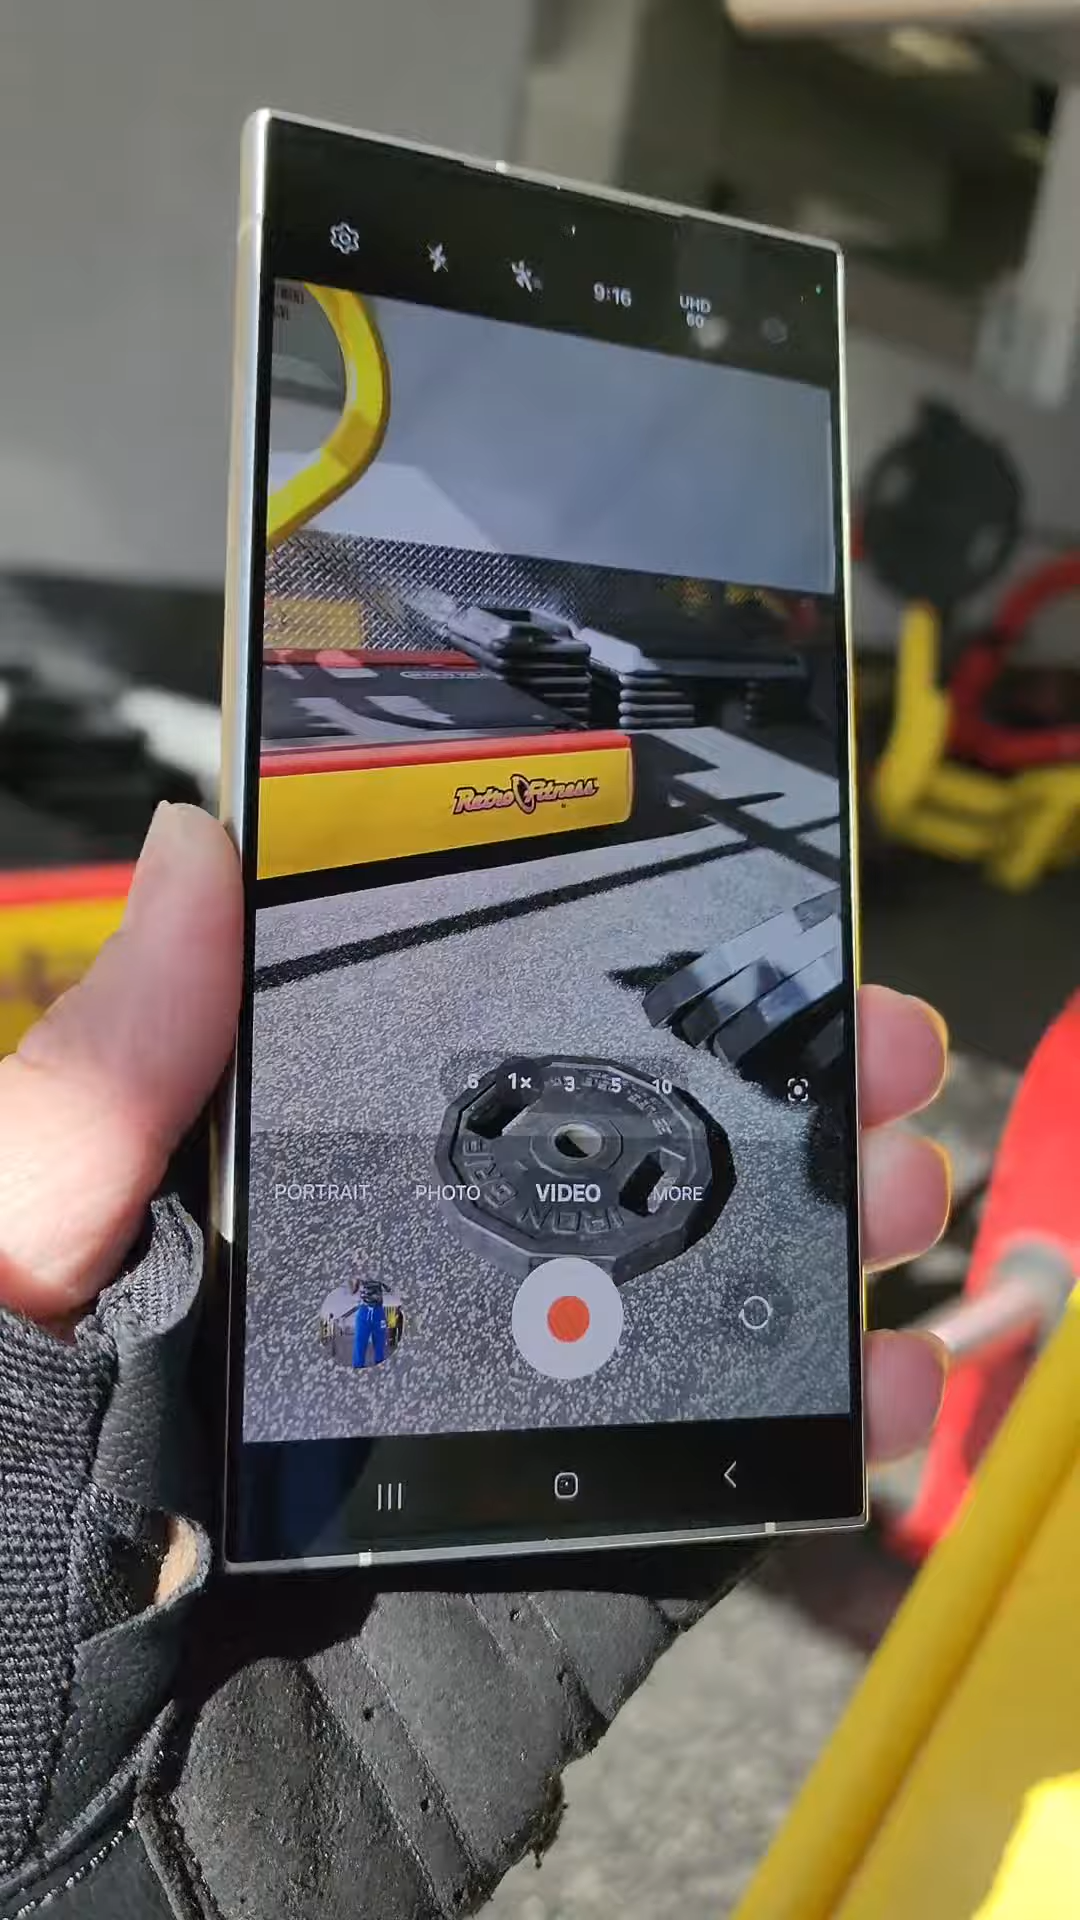 9:16
UHD
60
Retro Fitness
.6 1× 3 5 10
IRON GRIP
PORTRAIT PHOTO VIDEO MORE